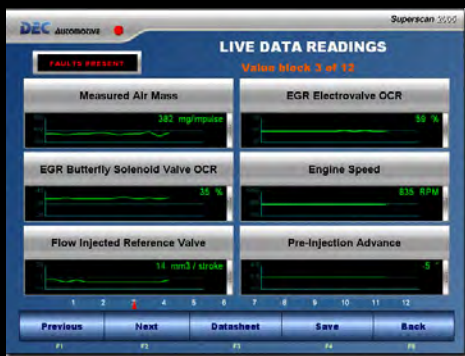 DEC Automotive
Superscan
LIVE DATA READINGS
FAULTS PRESENT
Value block 3 of 12
Measured Air Mass
EGR Electrovalve OCR
382 mg/impulse
59 %
EGR Butterfly Solenoid Valve OCR
Engine Speed
35 %
835 RPM
Flow Injected Reference Valve
Pre-Injection Advance
14 mm3 / stroke
-5 °
1 2 3 4 5 6 7 8 9 10 11 12
Previous Next Datasheet Save Back
F1 F2 F3 F4 F5